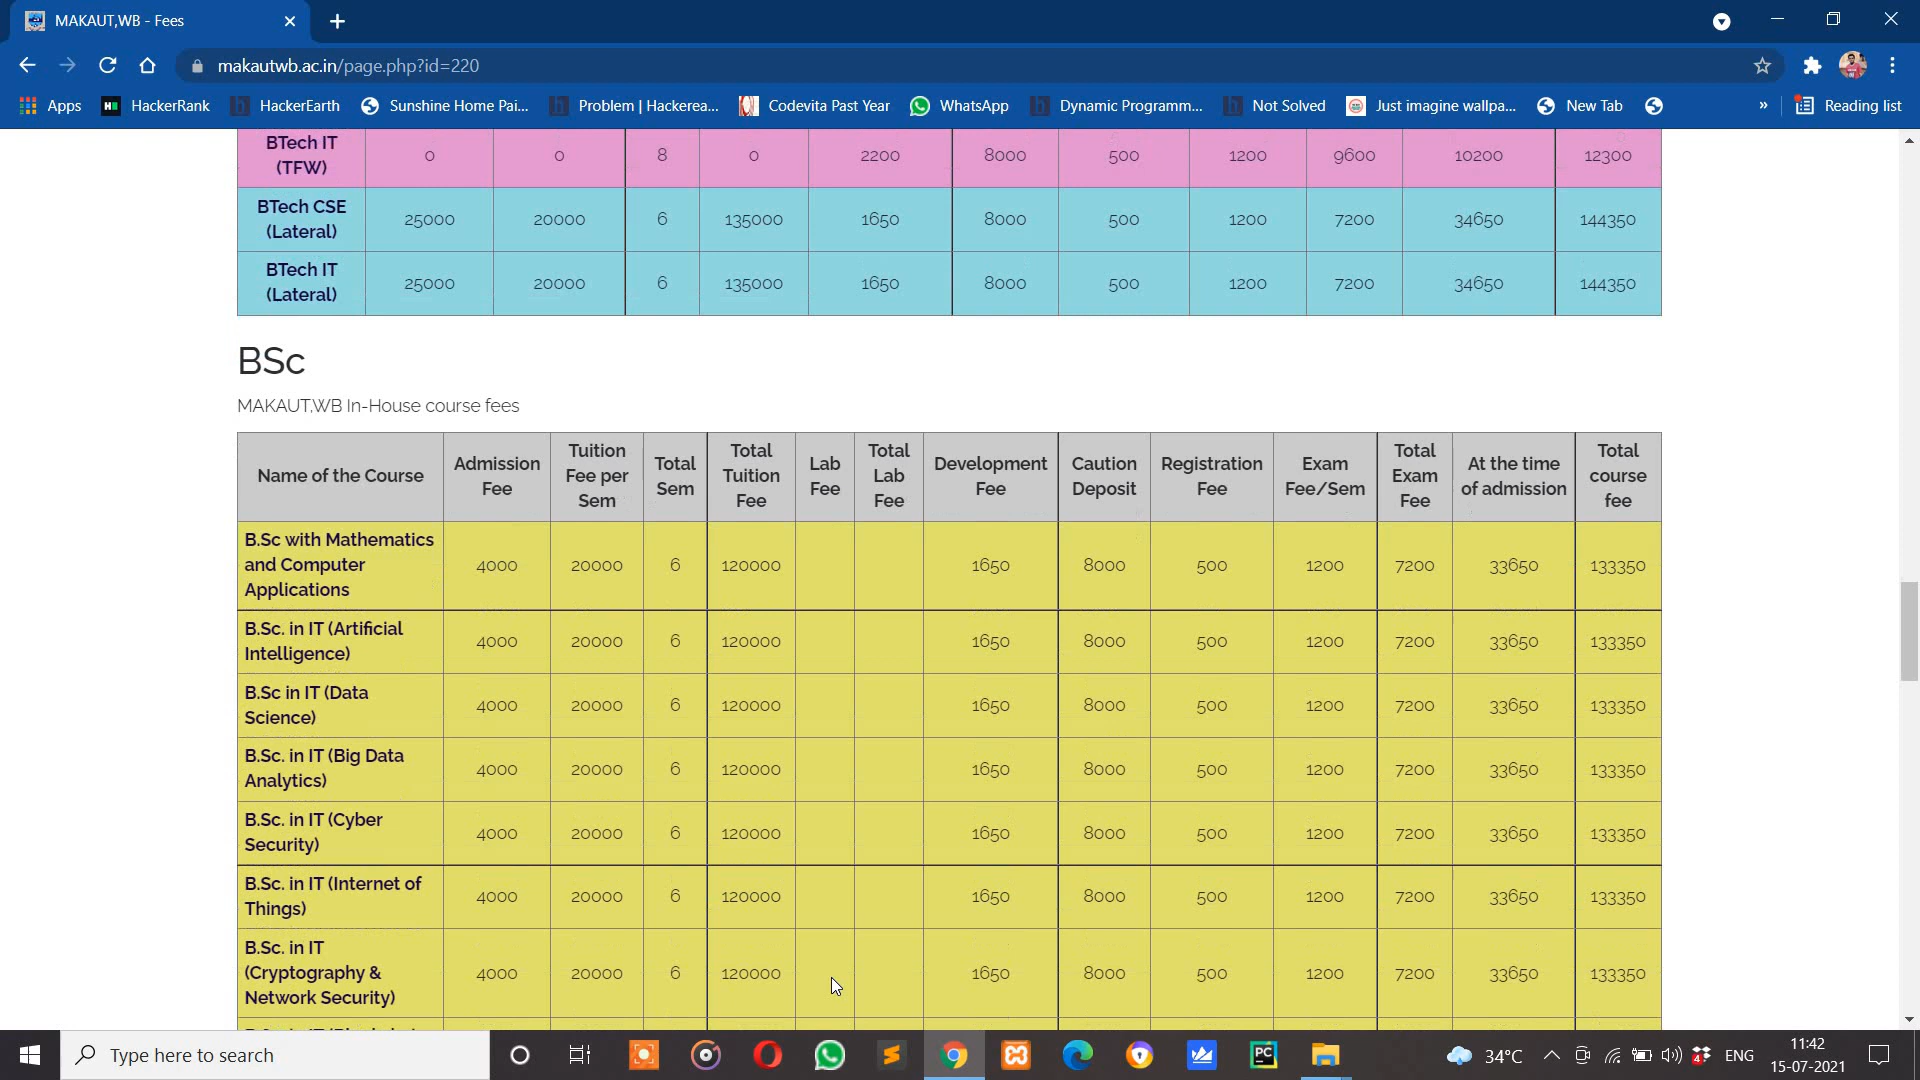 MAKAUT,WB - Fees
makautwb.ac.in/page.php?id=220
Apps HackerRank HackerEarth Sunshine Home Pai... Problem | Hackerea... Codevita Past Year WhatsApp Dynamic Programm... Not Solved Just imagine wallpa... New Tab » Reading list
BTech IT (TFW) 0 0 8 0 2200 8000 500 1200 9600 10200 12300
BTech CSE (Lateral) 25000 20000 6 135000 1650 8000 500 1200 7200 34650 144350
BTech IT (Lateral) 25000 20000 6 135000 1650 8000 500 1200 7200 34650 144350
BSc
MAKAUT,WB In-House course fees
Name of the Course Admission Fee Tuition Fee per Sem Total Sem Total Tuition Fee Lab Fee Total Lab Fee Development Fee Caution Deposit Registration Fee Exam Fee/Sem Total Exam Fee At the time of admission Total course fee
B.Sc with Mathematics and Computer Applications 4000 20000 6 120000 1650 8000 500 1200 7200 33650 133350
B.Sc. in IT (Artificial Intelligence) 4000 20000 6 120000 1650 8000 500 1200 7200 33650 133350
B.Sc in IT (Data Science) 4000 20000 6 120000 1650 8000 500 1200 7200 33650 133350
B.Sc. in IT (Big Data Analytics) 4000 20000 6 120000 1650 8000 500 1200 7200 33650 133350
B.Sc. in IT (Cyber Security) 4000 20000 6 120000 1650 8000 500 1200 7200 33650 133350
B.Sc. in IT (Internet of Things) 4000 20000 6 120000 1650 8000 500 1200 7200 33650 133350
B.Sc. in IT (Cryptography & Network Security) 4000 20000 6 120000 1650 8000 500 1200 7200 33650 133350
Type here to search
34°C ENG 11:42
15-07-2021